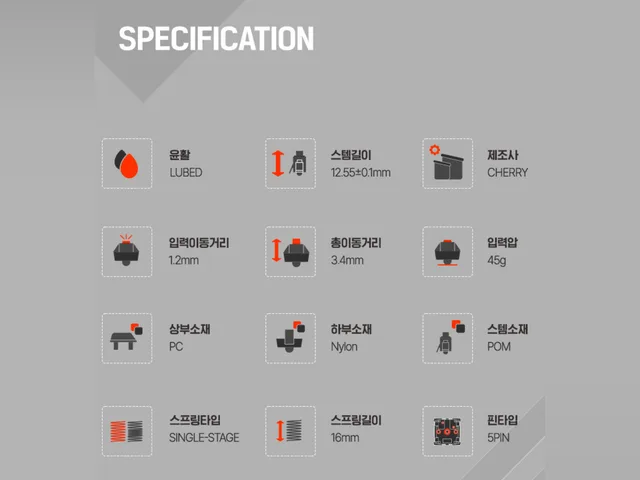 SPECIFICATION
윤활
LUBED
스템길이
12.55±0.1mm
제조사
CHERRY
입력이동거리
1.2mm
총이동거리
3.4mm
입력압
45g
상부소재
PC
하부소재
Nylon
스템소재
POM
스프링타입
SINGLE-STAGE
스프링길이
16mm
핀타입
5PIN